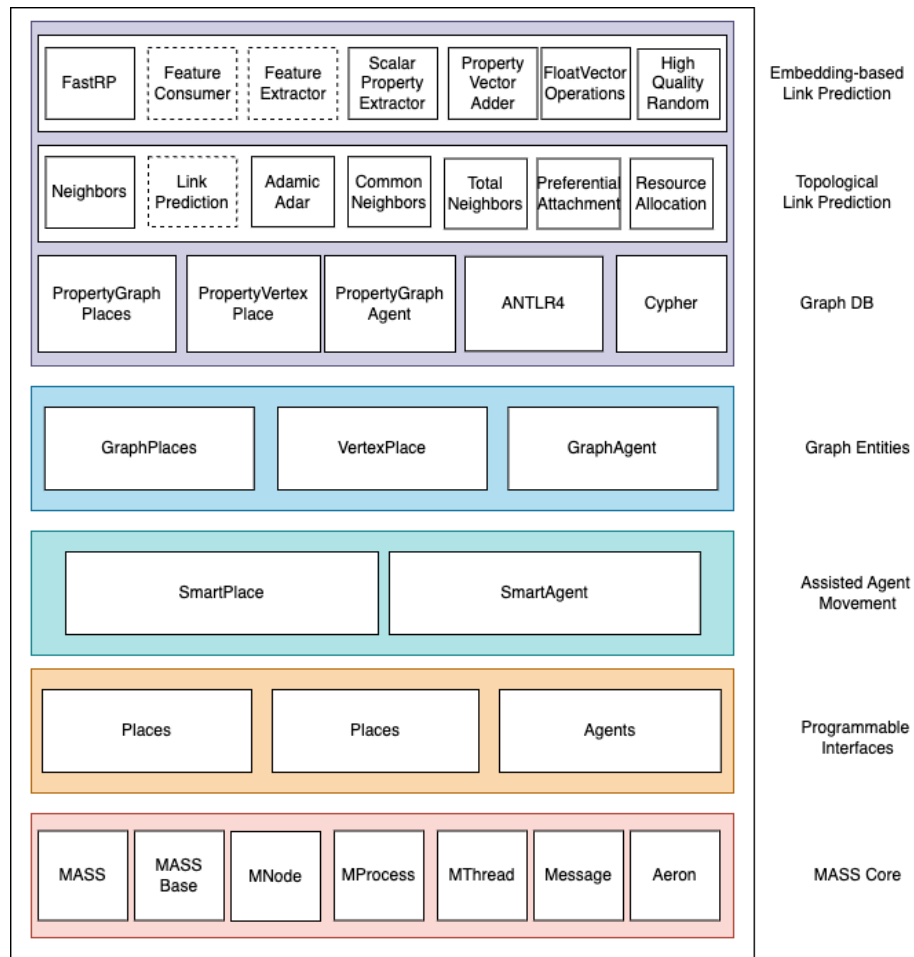 FastRP
Feature
Consumer
Feature
Extractor
Scalar
Property
Extractor
Property
Vector
Adder
FloatVector
Operations
High
Quality
Random
Embedding-based
Link Prediction
Neighbors
Link
Prediction
Adamic
Adar
Common
Neighbors
Total
Neighbors
Preferential
Attachment
Resource
Allocation
Topological
Link Prediction
PropertyGraph
Places
PropertyVertex
Place
PropertyGraph
Agent
ANTLR4
Cypher
Graph DB
GraphPlaces
VertexPlace
GraphAgent
Graph Entities
SmartPlace
SmartAgent
Assisted Agent
Movement
Places
Places
Agents
Programmable
Interfaces
MASS
MASS
Base
MNode
MProcess
MThread
Message
Aeron
MASS Core